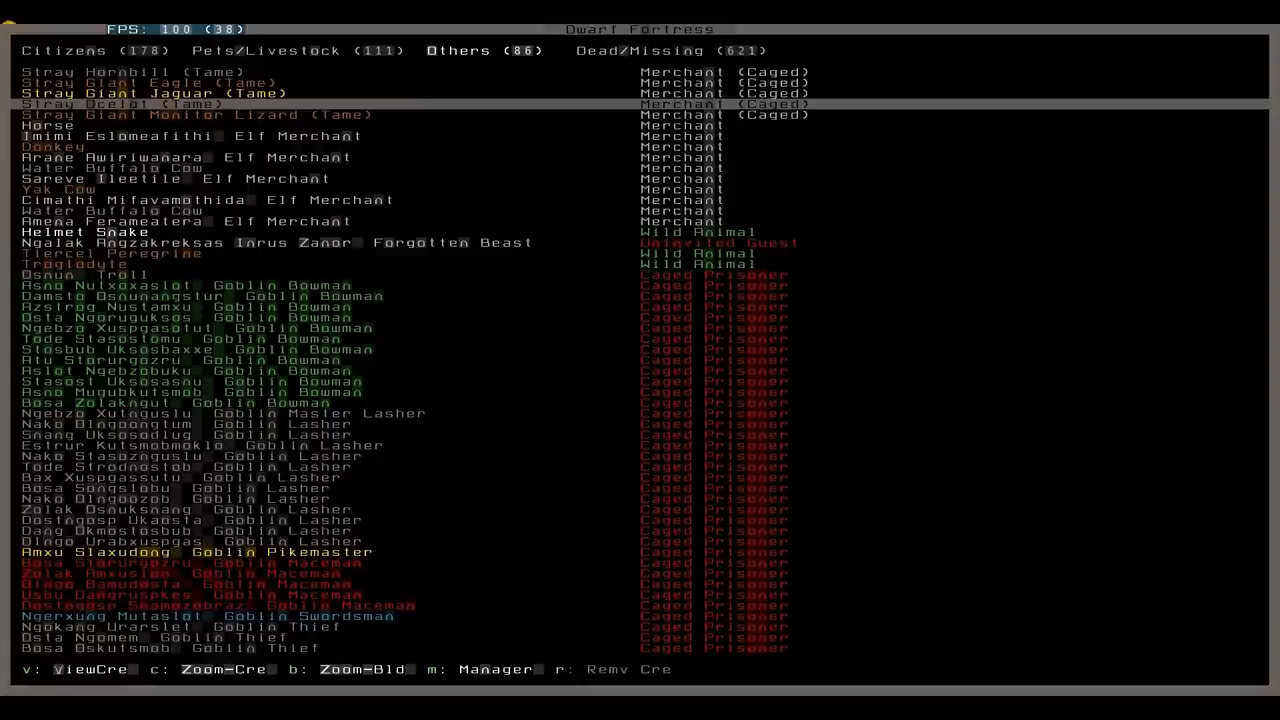 FPS: 100 (38) Dwarf Fortress
Citizens (178) Pets/Livestock (111) Others (86) Dead/Missing (621)
Stray Hornbill (Tame) Merchant (Caged)
Stray Giant Eagle (Tame) Merchant (Caged)
Stray Giant Jaguar (Tame) Merchant (Caged)
Stray Ocelot (Tame) Merchant (Caged)
Stray Giant Monitor Lizard (Tame) Merchant (Caged)
Horse Merchant
Imimi Eslomeafithi Elf Merchant Merchant
Donkey Merchant
Arane Awiriwanara Elf Merchant Merchant
Water Buffalo Cow Merchant
Sareve Ileetile Elf Merchant Merchant
Yak Cow Merchant
Cimathi Mifavamothida Elf Merchant Merchant
Water Buffalo Cow Merchant
Amena Ferameatera Elf Merchant Merchant
Helmet Snake Wild Animal
Ngalak Angzakreksas Inrus Zanor Forgotten Beast Uninvited Guest
Tiercel Peregrine Wild Animal
Troglodyte Wild Animal
Osnun Troll Caged Prisoner
Asno Nutxoxaslot Goblin Bowman Caged Prisoner
Damsto Osnunangstur Goblin Bowman Caged Prisoner
Azstrog Nustamxu Goblin Bowman Caged Prisoner
Osta Ngoruguksos Goblin Bowman Caged Prisoner
Ngebzo Xuspgasotut Goblin Bowman Caged Prisoner
Tode Stasostomu Goblin Bowman Caged Prisoner
Stosbub Uksosbaxxe Goblin Bowman Caged Prisoner
Atu Storurgozru Goblin Bowman Caged Prisoner
Aslot Ngebzobuku Goblin Bowman Caged Prisoner
Stasost Uksosasnu Goblin Bowman Caged Prisoner
Asno Mugubkutsmob Goblin Bowman Caged Prisoner
Bosa Zolakngut Goblin Bowman Caged Prisoner
Ngebzo Xutnguslu Goblin Master Lasher Caged Prisoner
Nako Olngoongtum Goblin Lasher Caged Prisoner
Snang Uksosodlug Goblin Lasher Caged Prisoner
Estrur Kutsmobmoklo Goblin Lasher Caged Prisoner
Nako Stasoznguslu Goblin Lasher Caged Prisoner
Tode Strodnostob Goblin Lasher Caged Prisoner
Bax Xuspgassutu Goblin Lasher Caged Prisoner
Bosa Songslobu Goblin Lasher Caged Prisoner
Nako Olngoozob Goblin Lasher Caged Prisoner
Zolak Osnuksnang Goblin Lasher Caged Prisoner
Dostngosp Ukaosta Goblin Lasher Caged Prisoner
Dang Okmostosbub Goblin Lasher Caged Prisoner
Olngo Urabxuspgas Goblin Lasher Caged Prisoner
Amxu Slaxudong Goblin Pikemaster Caged Prisoner
Bosa Storurgozru Goblin Maceman Caged Prisoner
Zolak Amxuslon Goblin Maceman Caged Prisoner
Olngo Bamudosta Goblin Maceman Caged Prisoner
Usbu Dangruspkes Goblin Maceman Caged Prisoner
Dostngosp Snamozobraz Goblin Maceman Caged Prisoner
Ngerxung Mutaslot Goblin Swordsman Caged Prisoner
Ngokang Urarslet Goblin Thief Caged Prisoner
Osta Ngomem Goblin Thief Caged Prisoner
Bosa Oskutsmob Goblin Thief Caged Prisoner
v: ViewCre c: Zoom-Cre b: Zoom-Bld m: Manager r: Remv Cre